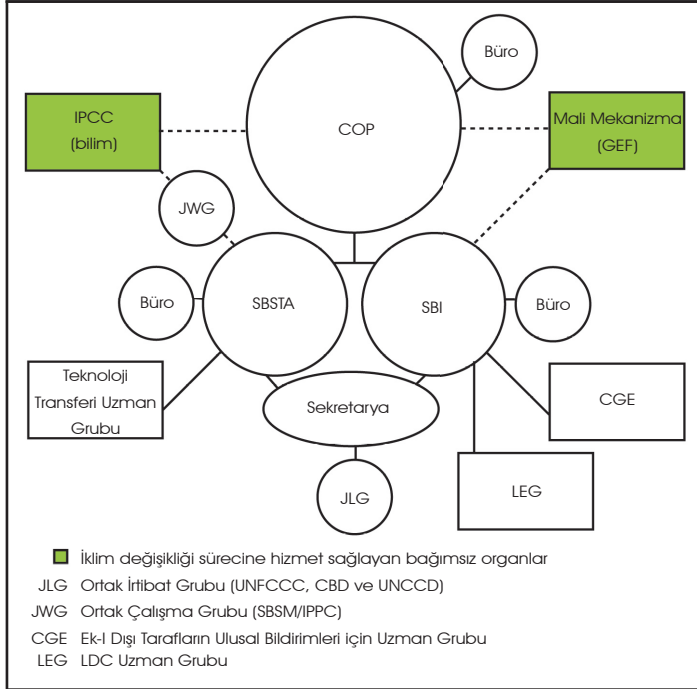 Büro
IPCC
(bilim)
COP
Mali Mekanizma
(GEF)
JWG
Büro
SBSTA
SBI
Büro
Teknoloji
Transferi Uzman
Grubu
Sekretarya
CGE
LEG
JLG
İklim değişikliği sürecine hizmet sağlayan bağımsız organlar
JLG Ortak İrtibat Grubu (UNFCCC, CBD ve UNCCD)
JWG Ortak Çalışma Grubu (SBSM/IPPC)
CGE Ek-I Dışı Tarafların Ulusal Bildirimleri için Uzman Grubu
LEG LDC Uzman Grubu